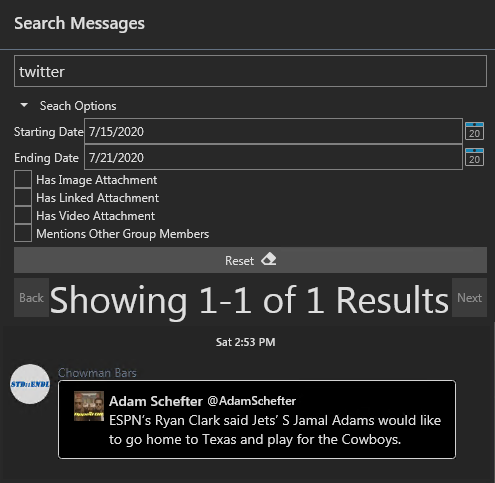 Search Messages
twitter
Seach Options
Starting Date 7/15/2020 20
Ending Date 7/21/2020 20
Has Image Attachment
Has Linked Attachment
Has Video Attachment
Mentions Other Group Members
Reset
Back Showing 1-1 of 1 Results Next
Sat 2:53 PM
Chowman Bars
Adam Schefter @AdamSchefter
ESPN’s Ryan Clark said Jets’ S Jamal Adams would like
to go home to Texas and play for the Cowboys.